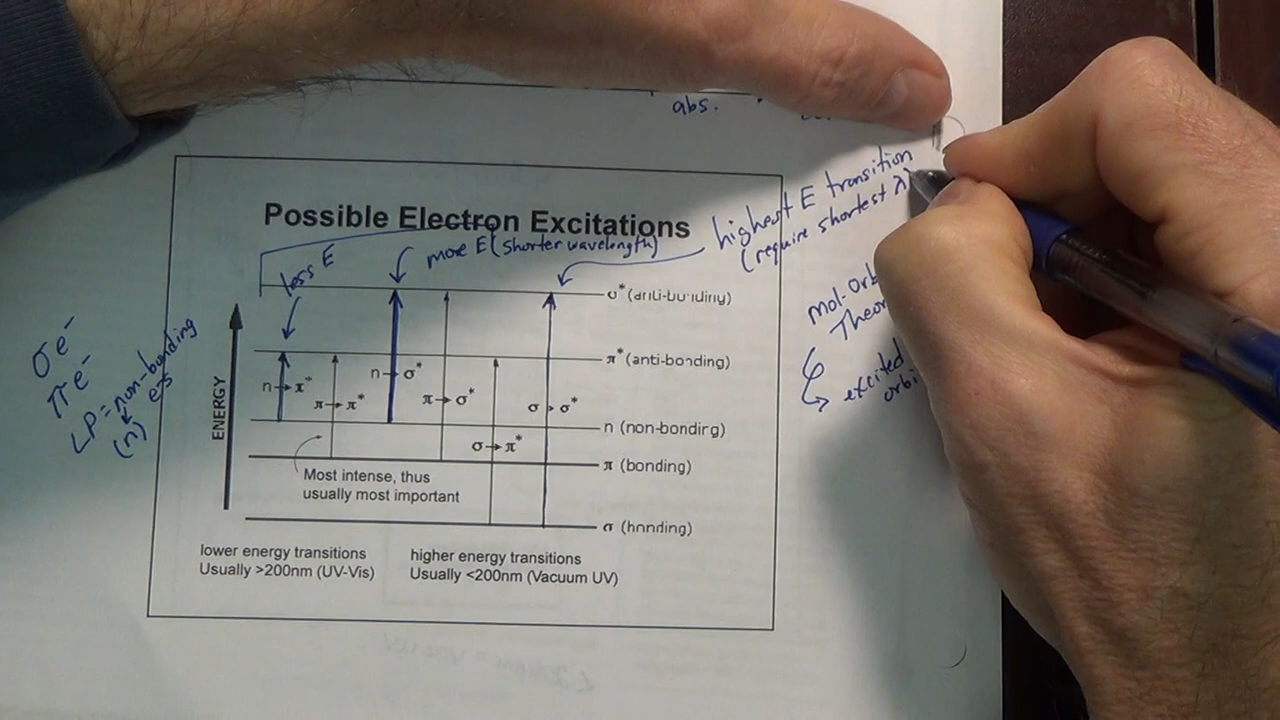 abs.
Possible Electron Excitations
highest E transition
(require shortest λ)
less E
more E (shorter wavelength)
σ* (anti-bonding)
mol-Orb
Theor
π* (anti-bonding)
excited
orbi
σ e⁻
π e⁻
LP = non-bonding
e⁻s
(n)
ENERGY
n→π*
π→π*
n→σ*
π→σ*
σ→σ*
σ→π*
n (non-bonding)
π (bonding)
Most intense, thus
usually most important
σ (bonding)
lower energy transitions
Usually >200nm (UV-Vis)
higher energy transitions
Usually <200nm (Vacuum UV)